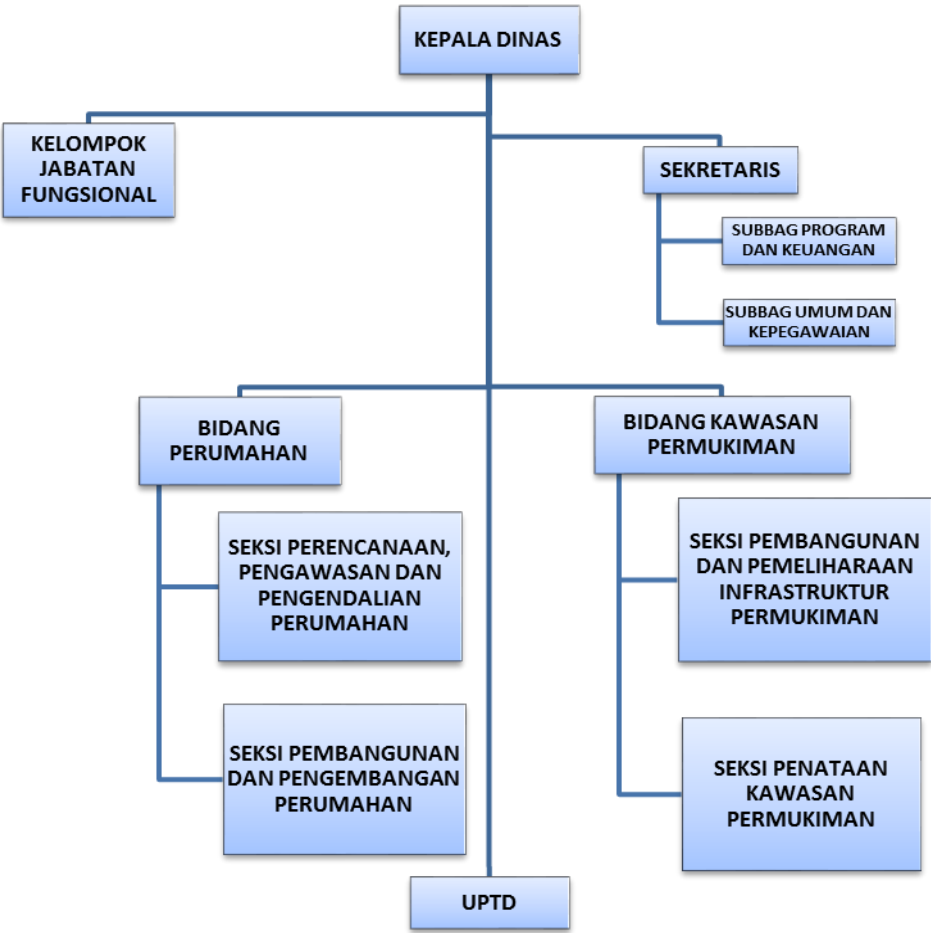 KEPALA DINAS
KELOMPOK
JABATAN
FUNGSIONAL
SEKRETARIS
SUBBAG PROGRAM
DAN KEUANGAN
SUBBAG UMUM DAN
KEPEGAWAIAN
BIDANG
PERUMAHAN
SEKSI PERENCANAAN,
PENGAWASAN DAN
PENGENDALIAN
PERUMAHAN
SEKSI PEMBANGUNAN
DAN PENGEMBANGAN
PERUMAHAN
BIDANG KAWASAN
PERMUKIMAN
SEKSI PEMBANGUNAN
DAN PEMELIHARAAN
INFRASTRUKTUR
PERMUKIMAN
SEKSI PENATAAN
KAWASAN
PERMUKIMAN
UPTD